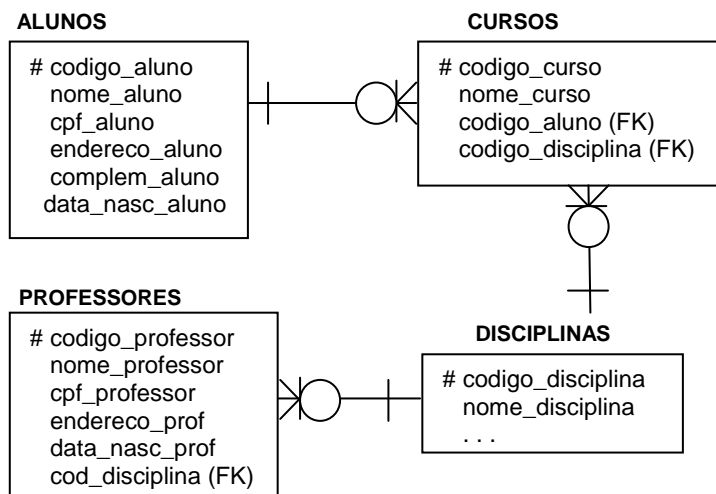 ALUNOS
# codigo_aluno
nome_aluno
cpf_aluno
endereco_aluno
complem_aluno
data_nasc_aluno
CURSOS
# codigo_curso
nome_curso
codigo_aluno (FK)
codigo_disciplina (FK)
PROFESSORES
# codigo_professor
nome_professor
cpf_professor
endereco_prof
data_nasc_prof
cod_disciplina (FK)
DISCIPLINAS
# codigo_disciplina
nome_disciplina
. . .